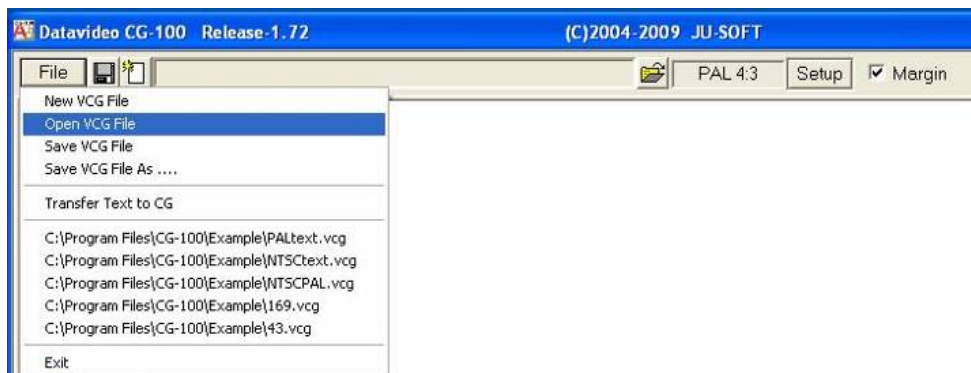 Datavideo CG-100 Release-1.72 (C)2004-2009 JU-SOFT
File PAL 4:3 Setup Margin
New VCG File
Open VCG File
Save VCG File
Save VCG File As ....
Transfer Text to CG
C:\Program Files\CG-100\Example\PALtext.vcg
C:\Program Files\CG-100\Example\NTSCtext.vcg
C:\Program Files\CG-100\Example\NTSCPAL.vcg
C:\Program Files\CG-100\Example\169.vcg
C:\Program Files\CG-100\Example\43.vcg
Exit